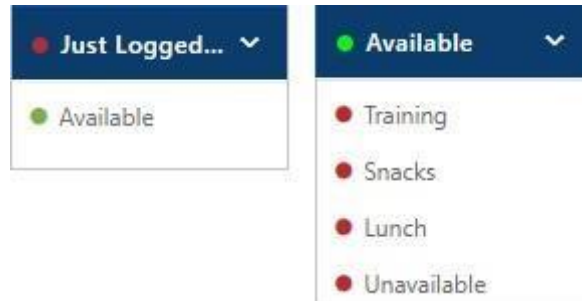 Just Logged...
Available
Available
Training
Snacks
Lunch
Unavailable